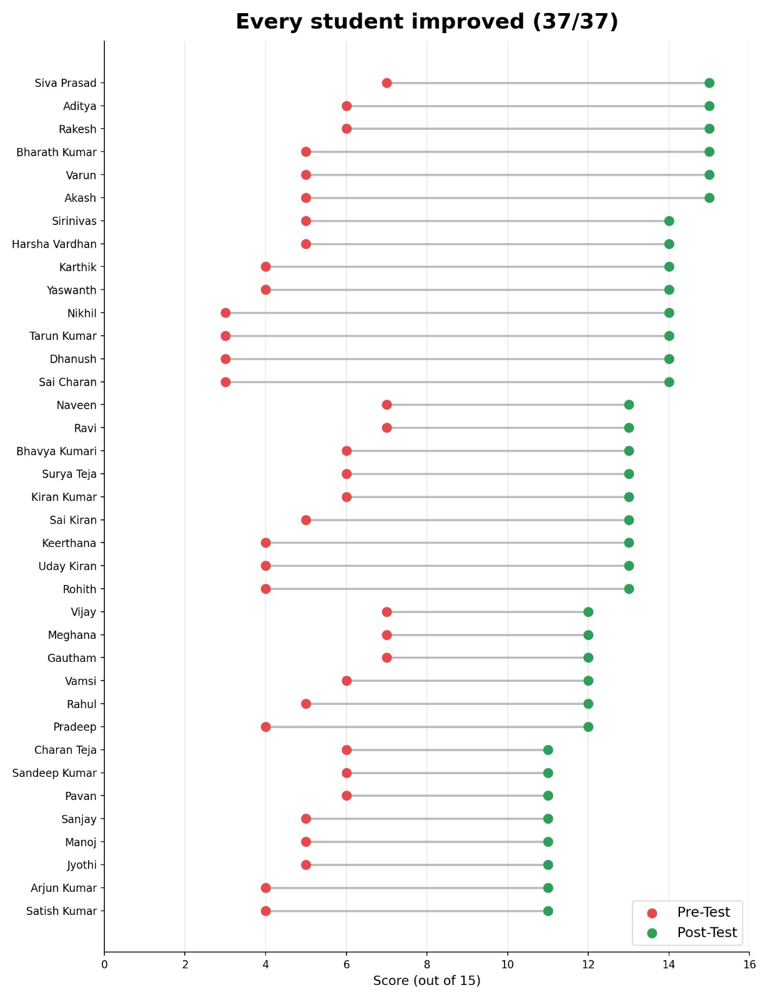 Every student improved (37/37)
Siva Prasad
Aditya
Rakesh
Bharath Kumar
Varun
Akash
Sirinivas
Harsha Vardhan
Karthik
Yaswanth
Nikhil
Tarun Kumar
Dhanush
Sai Charan
Naveen
Ravi
Bhavya Kumari
Surya Teja
Kiran Kumar
Sai Kiran
Keerthana
Uday Kiran
Rohith
Vijay
Meghana
Gautham
Vamsi
Rahul
Pradeep
Charan Teja
Sandeep Kumar
Pavan
Sanjay
Manoj
Jyothi
Arjun Kumar
Satish Kumar
Pre-Test
Post-Test
0 2 4 6 8 10 12 14 16
Score (out of 15)